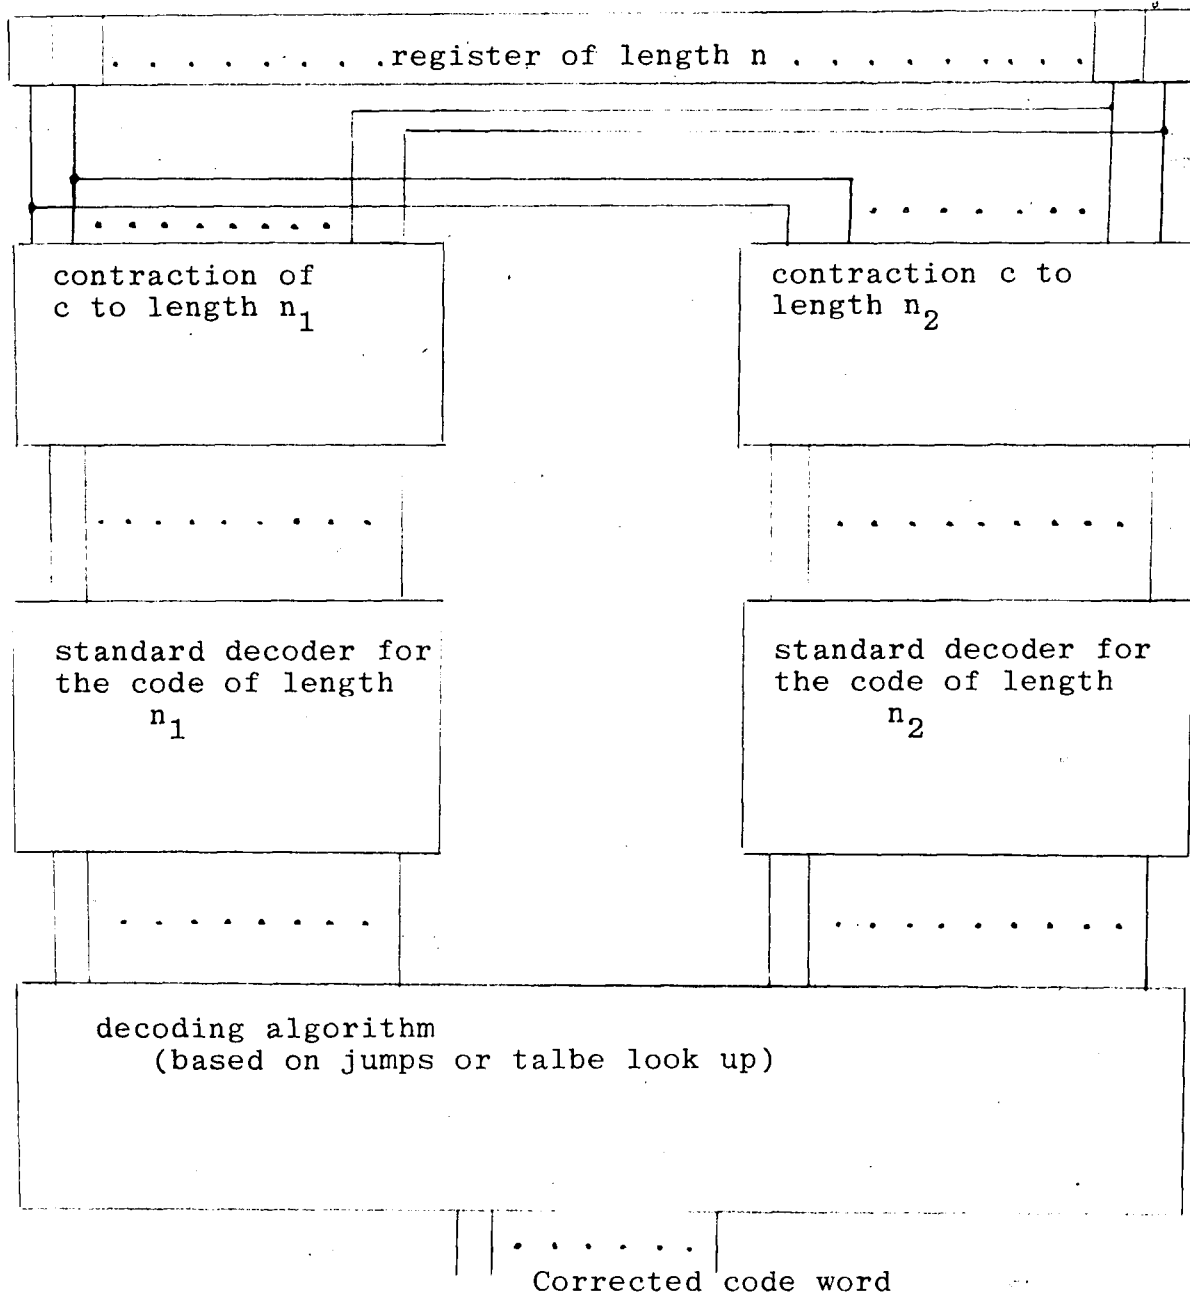 . . . . . . . . .register of length n . . . . . . . . .
contraction of
c to length n₁
contraction c to
length n₂
standard decoder for
the code of length
n₁
standard decoder for
the code of length
n₂
decoding algorithm
(based on jumps or talbe look up)
Corrected code word